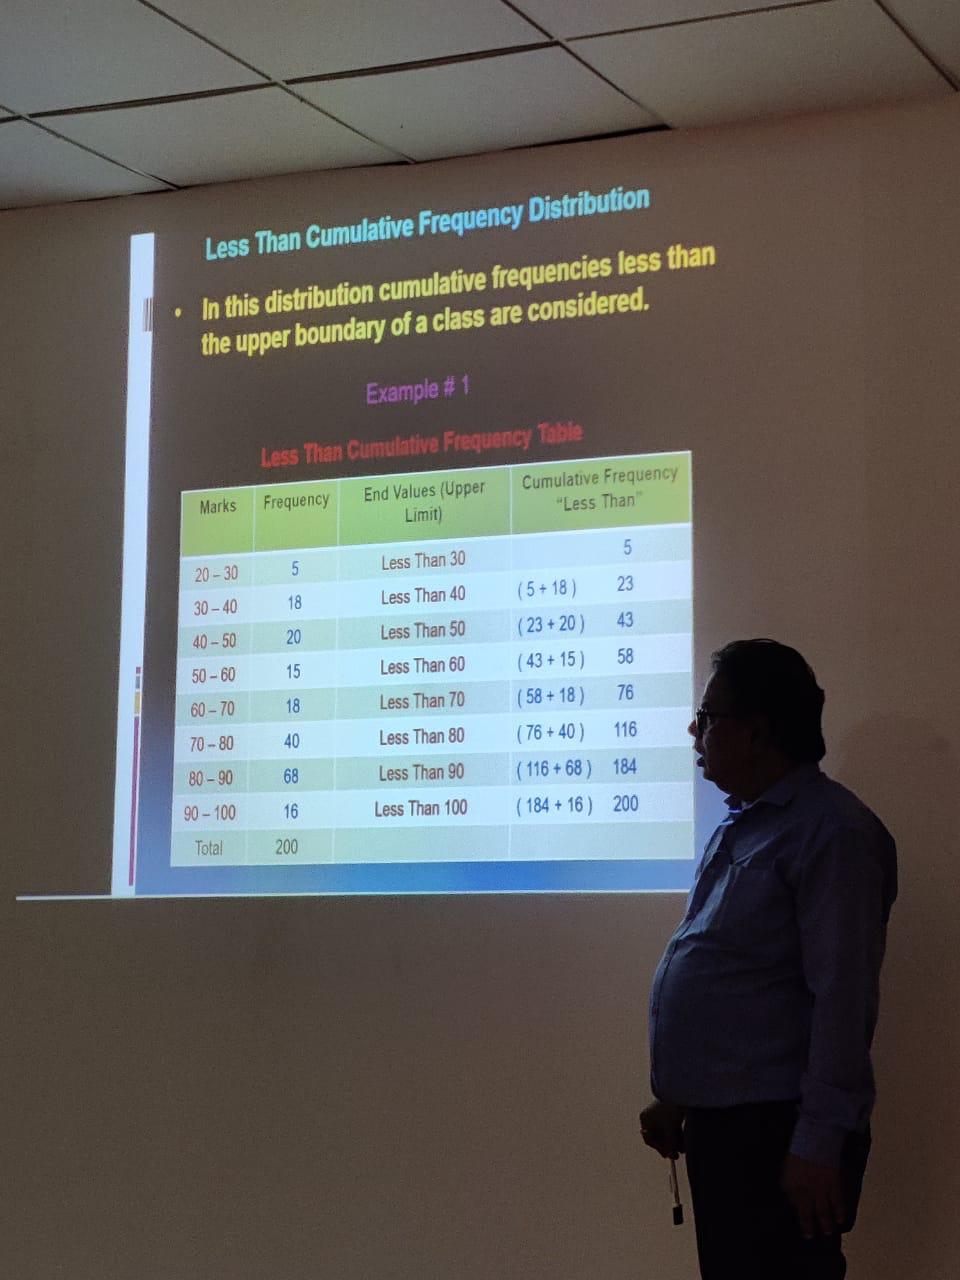 Less Than Cumulative Frequency Distribution
• In this distribution cumulative frequencies less than
the upper boundary of a class are considered.
Example # 1
Less Than Cumulative Frequency Table
Marks Frequency End Values (Upper Limit) Cumulative Frequency "Less Than"
20 – 30 5 Less Than 30 5
30 – 40 18 Less Than 40 ( 5 + 18 ) 23
40 – 50 20 Less Than 50 ( 23 + 20 ) 43
50 – 60 15 Less Than 60 ( 43 + 15 ) 58
60 – 70 18 Less Than 70 ( 58 + 18 ) 76
70 – 80 40 Less Than 80 ( 76 + 40 ) 116
80 – 90 68 Less Than 90 ( 116 + 68 ) 184
90 – 100 16 Less Than 100 ( 184 + 16 ) 200
Total 200